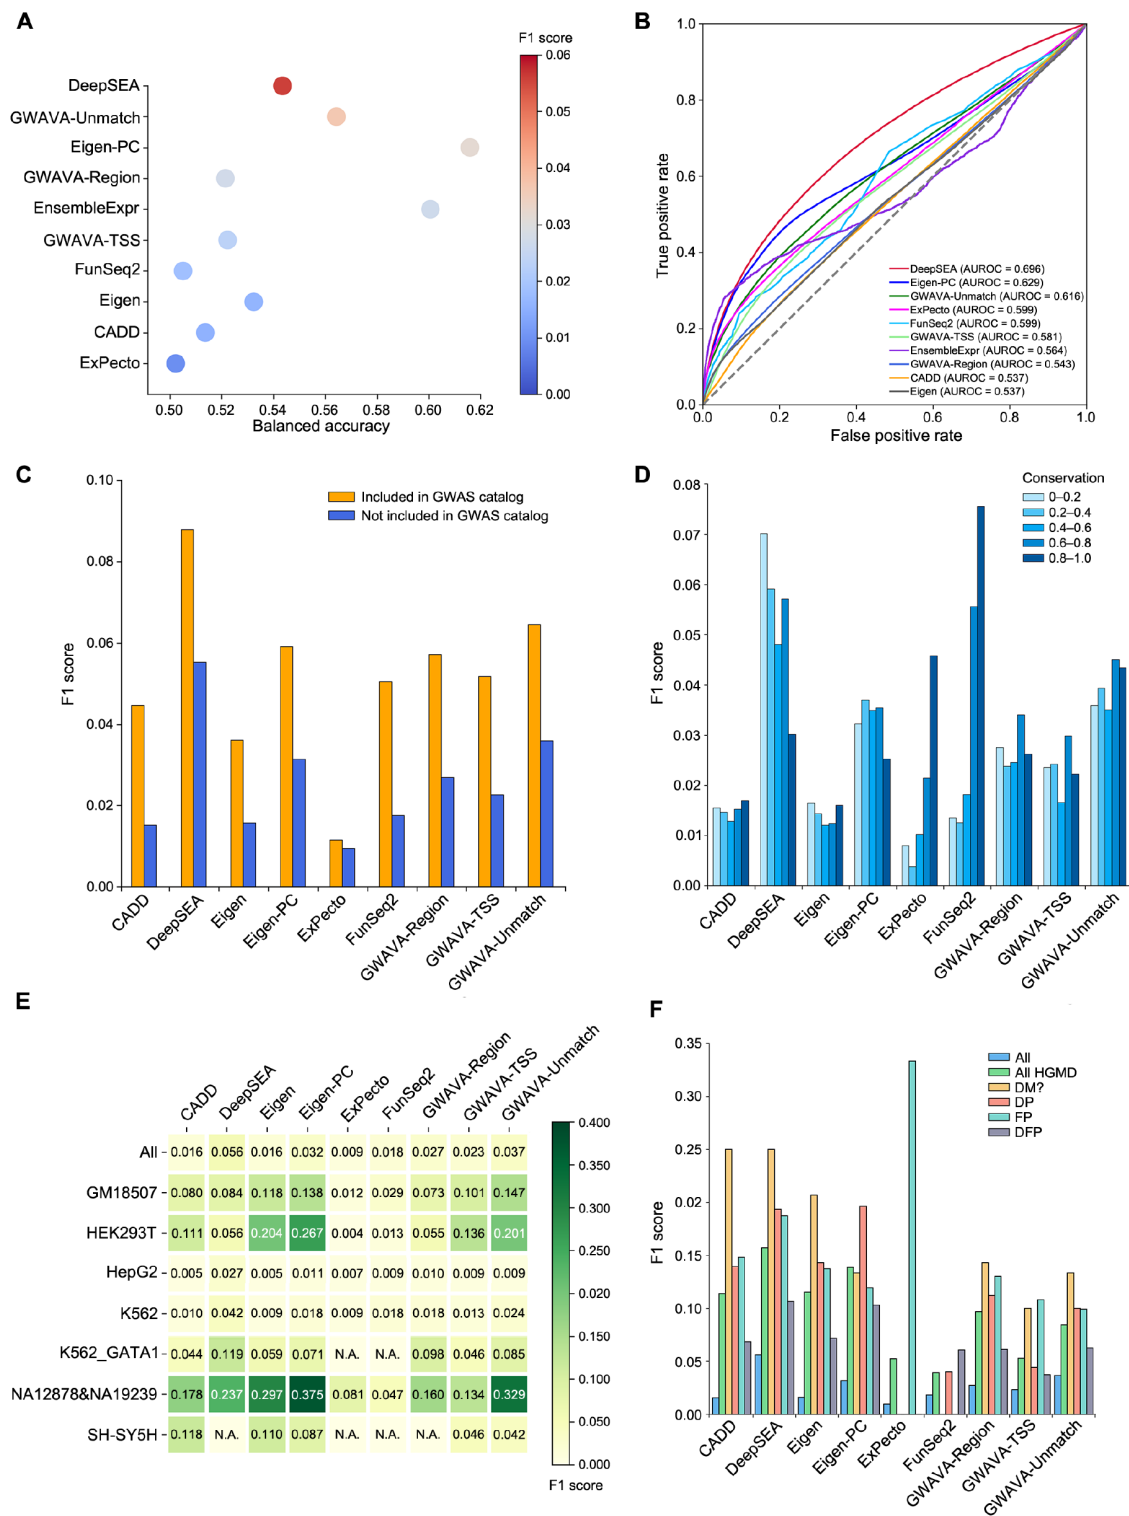 A
F1 score
0.06
0.05
0.04
0.03
0.02
0.01
0.00
DeepSEA
GWAVA-Unmatch
Eigen-PC
GWAVA-Region
EnsembleExpr
GWAVA-TSS
FunSeq2
Eigen
CADD
ExPecto
0.50 0.52 0.54 0.56 0.58 0.60 0.62
Balanced accuracy
B
True positive rate
1.0
0.8
0.6
0.4
0.2
0.0
DeepSEA (AUROC = 0.696)
Eigen-PC (AUROC = 0.629)
GWAVA-Unmatch (AUROC = 0.616)
ExPecto (AUROC = 0.599)
FunSeq2 (AUROC = 0.599)
GWAVA-TSS (AUROC = 0.581)
EnsembleExpr (AUROC = 0.564)
GWAVA-Region (AUROC = 0.543)
CADD (AUROC = 0.537)
Eigen (AUROC = 0.537)
0.0 0.2 0.4 0.6 0.8 1.0
False positive rate
C
F1 score
0.10
0.08
0.06
0.04
0.02
0.00
Included in GWAS catalog
Not included in GWAS catalog
CADD
DeepSEA
Eigen
Eigen-PC
ExPecto
FunSeq2
GWAVA-Region
GWAVA-TSS
GWAVA-Unmatch
D
F1 score
0.08
0.07
0.06
0.05
0.04
0.03
0.02
0.01
0.00
Conservation
0–0.2
0.2–0.4
0.4–0.6
0.6–0.8
0.8–1.0
CADD
DeepSEA
Eigen
Eigen-PC
ExPecto
FunSeq2
GWAVA-Region
GWAVA-TSS
GWAVA-Unmatch
E
CADD
DeepSEA
Eigen
Eigen-PC
ExPecto
FunSeq2
GWAVA-Region
GWAVA-TSS
GWAVA-Unmatch
All 0.016 0.056 0.016 0.032 0.009 0.018 0.027 0.023 0.037
GM18507 0.080 0.084 0.118 0.138 0.012 0.029 0.073 0.101 0.147
HEK293T 0.111 0.056 0.204 0.267 0.004 0.013 0.055 0.136 0.201
HepG2 0.005 0.027 0.005 0.011 0.007 0.009 0.010 0.009 0.009
K562 0.010 0.042 0.009 0.018 0.009 0.018 0.018 0.013 0.024
K562_GATA1 0.044 0.119 0.059 0.071 N.A. N.A. 0.098 0.046 0.085
NA12878&NA19239 0.178 0.237 0.297 0.375 0.081 0.047 0.160 0.134 0.329
SH-SY5H 0.118 N.A. 0.110 0.087 N.A. N.A. N.A. 0.046 0.042
0.400
0.350
0.300
0.250
0.200
0.150
0.100
0.050
0.000
F1 score
F
F1 score
0.35
0.30
0.25
0.02
0.15
0.10
0.05
0.00
All
All HGMD
DM?
DP
FP
DFP
CADD
DeepSEA
Eigen
Eigen-PC
ExPecto
FunSeq2
GWAVA-Region
GWAVA-TSS
GWAVA-Unmatch